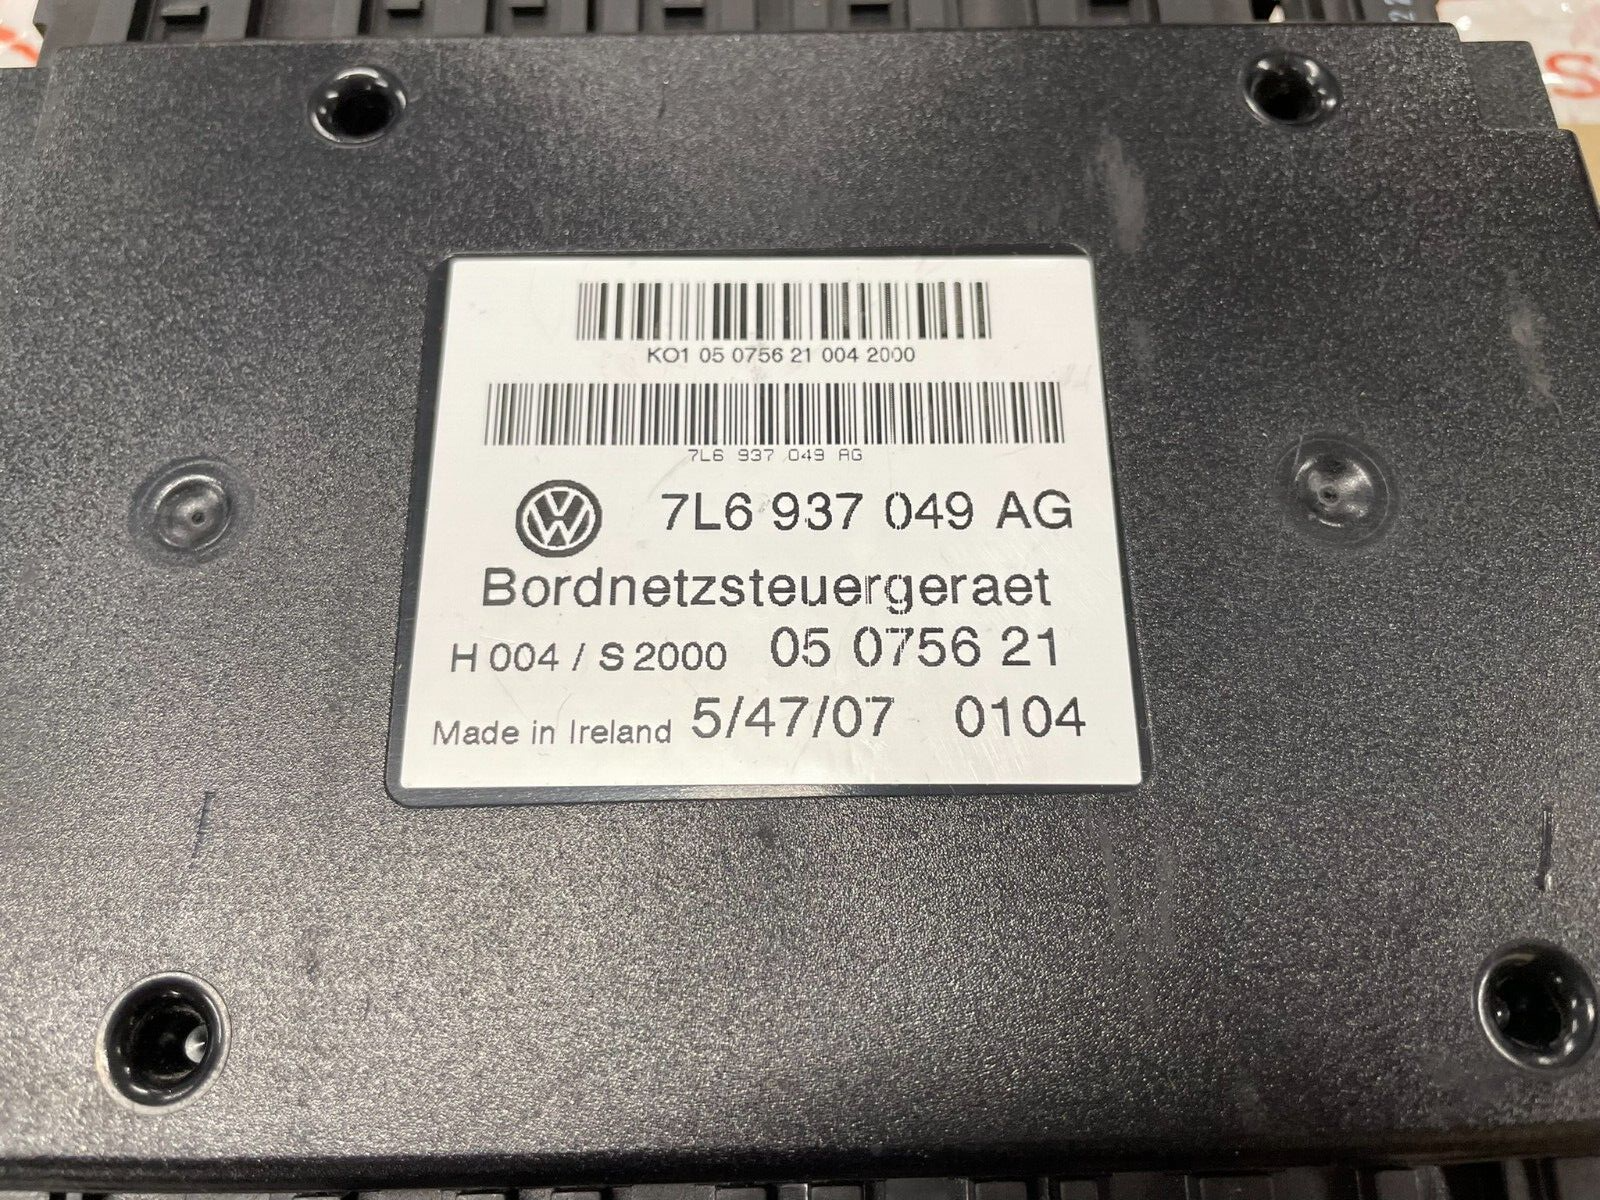 KO1 05 0756 21 004 2000
7L6 937 049 AG
7L6 937 049 AG
Bordnetzsteuergeraet
H 004 / S 2000 05 0756 21
Made in Ireland 5/47/07 0104